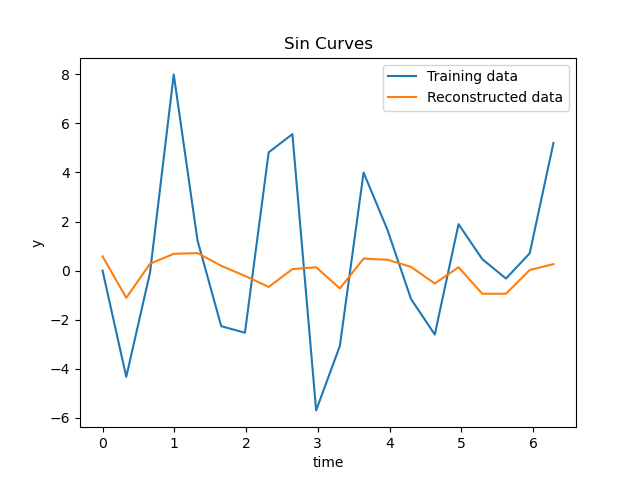 Sin Curves
Training data
Reconstructed data
8
6
4
2
0
−2
−4
−6
y
0 1 2 3 4 5 6
time